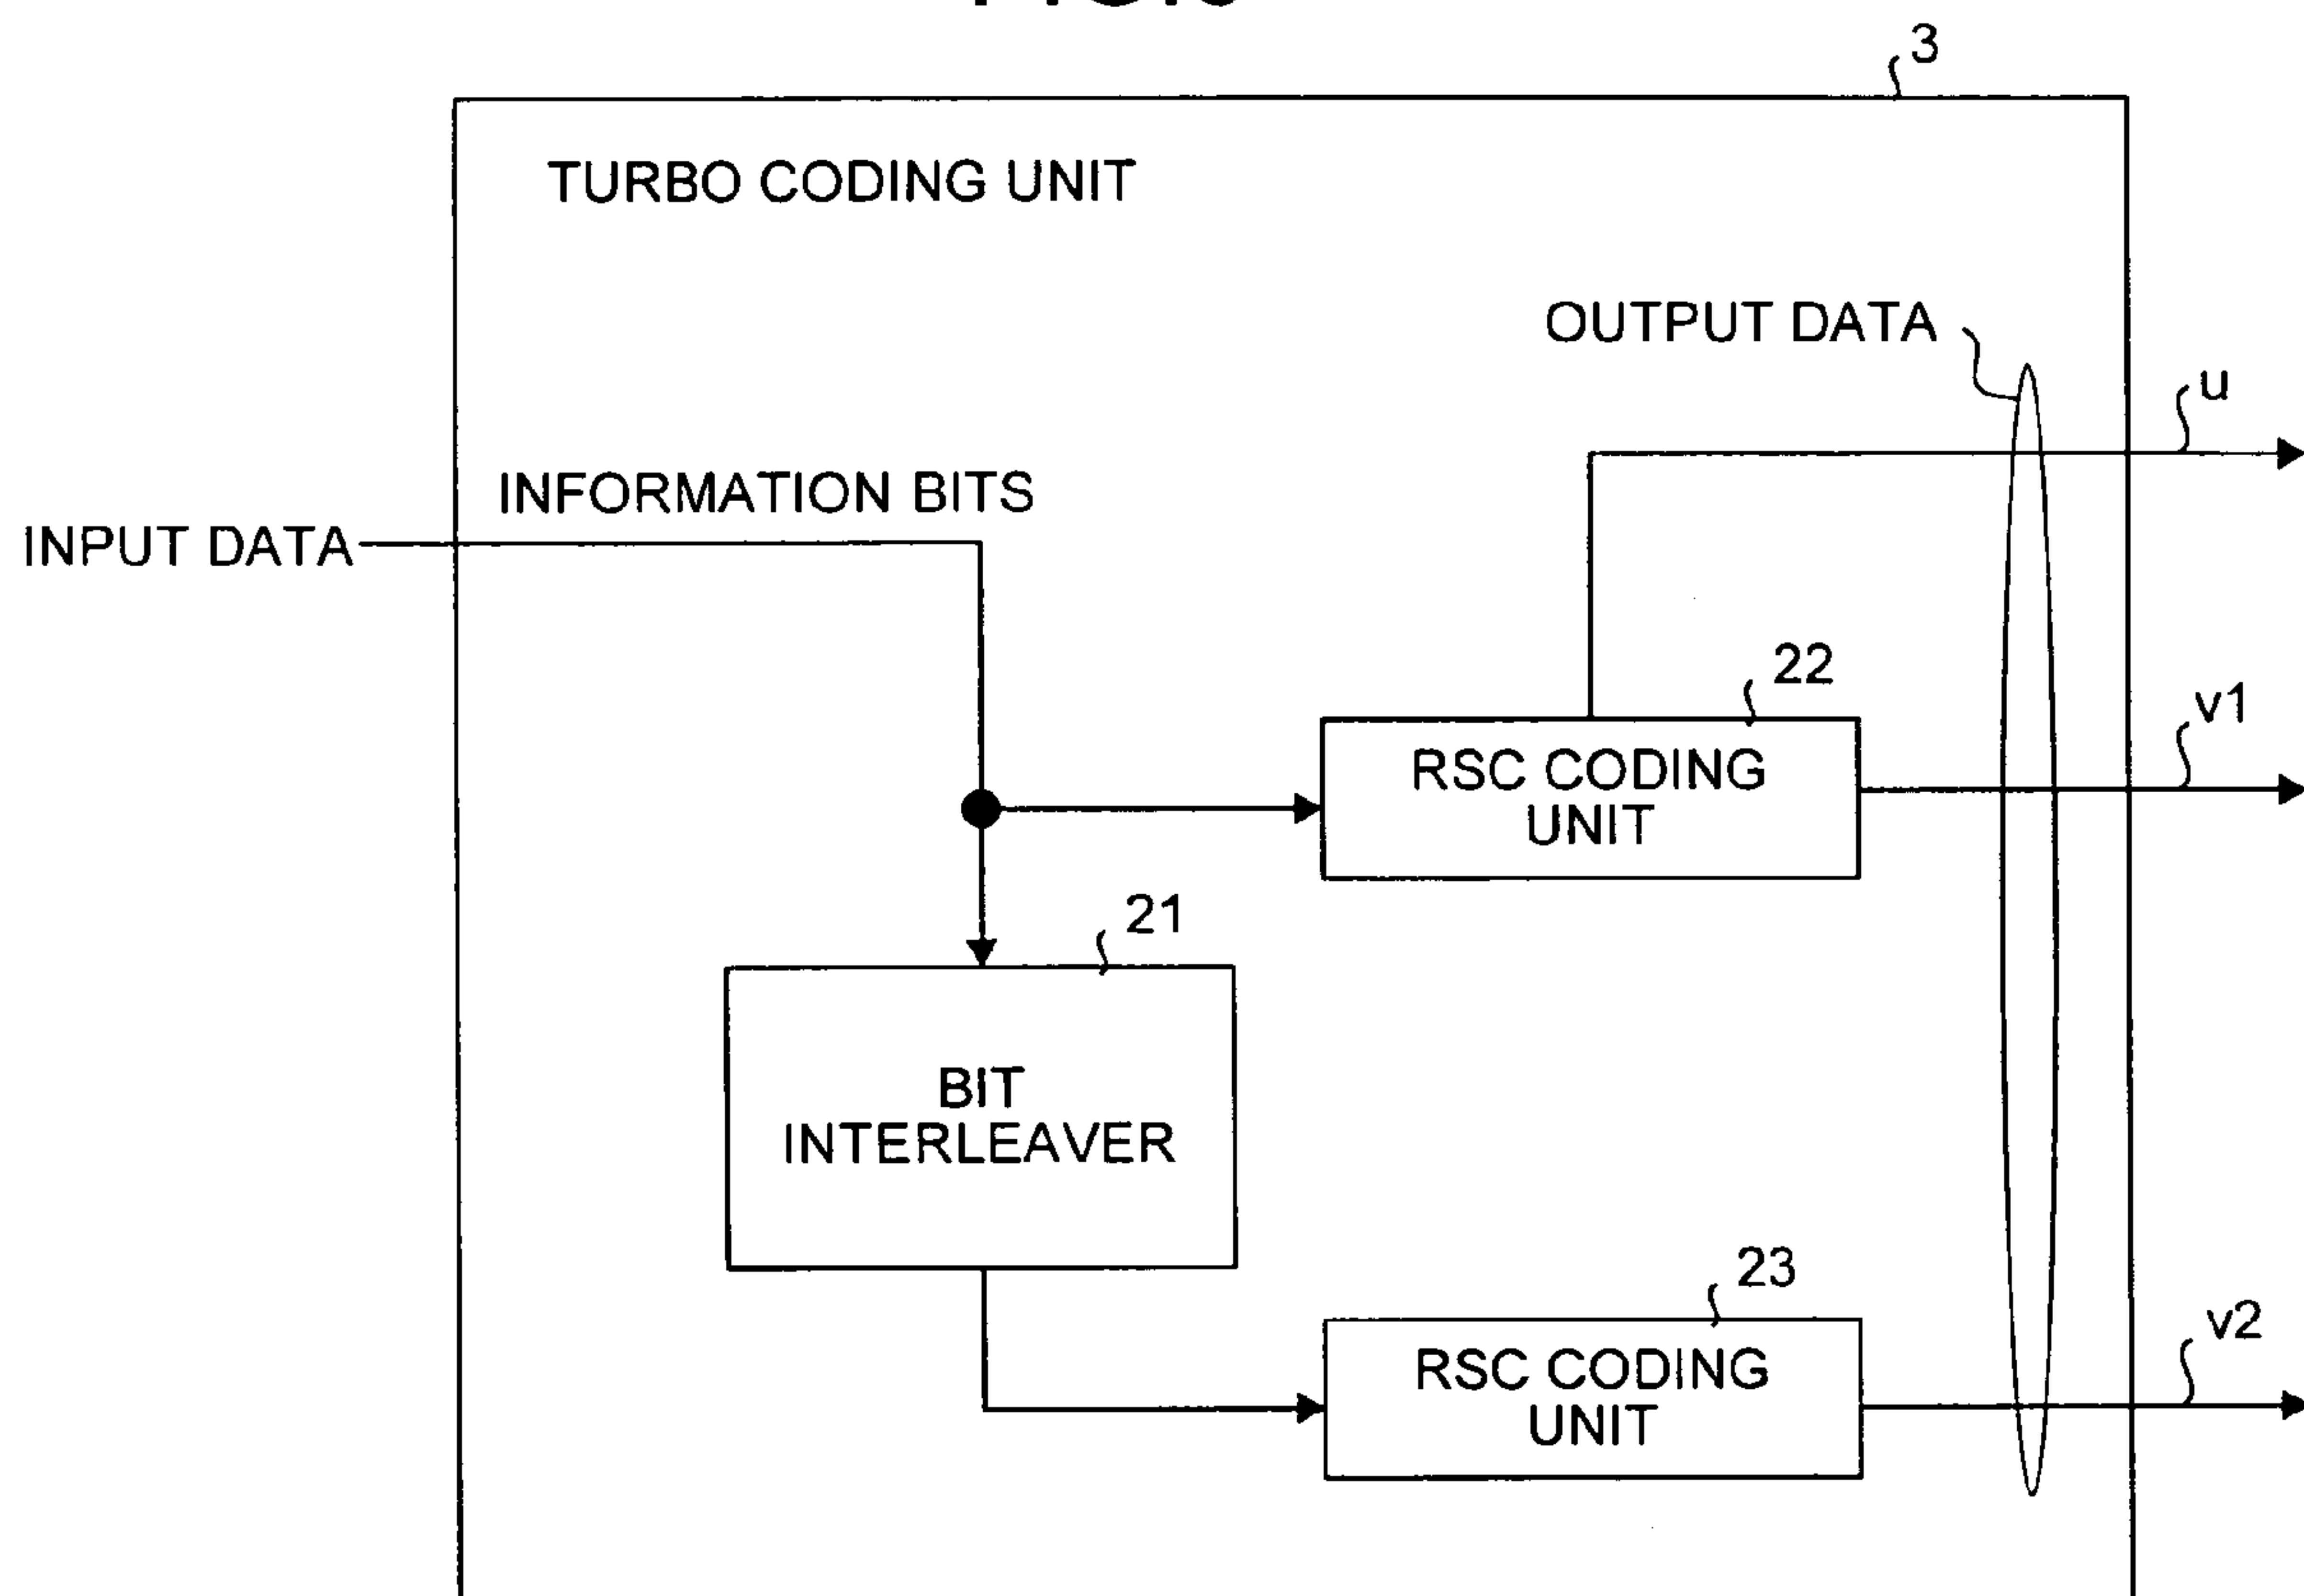 3
TURBO CODING UNIT
OUTPUT DATA
u
INFORMATION BITS
INPUT DATA
22
v1
RSC CODING
UNIT
21
BIT
INTERLEAVER
23
v2
RSC CODING
UNIT